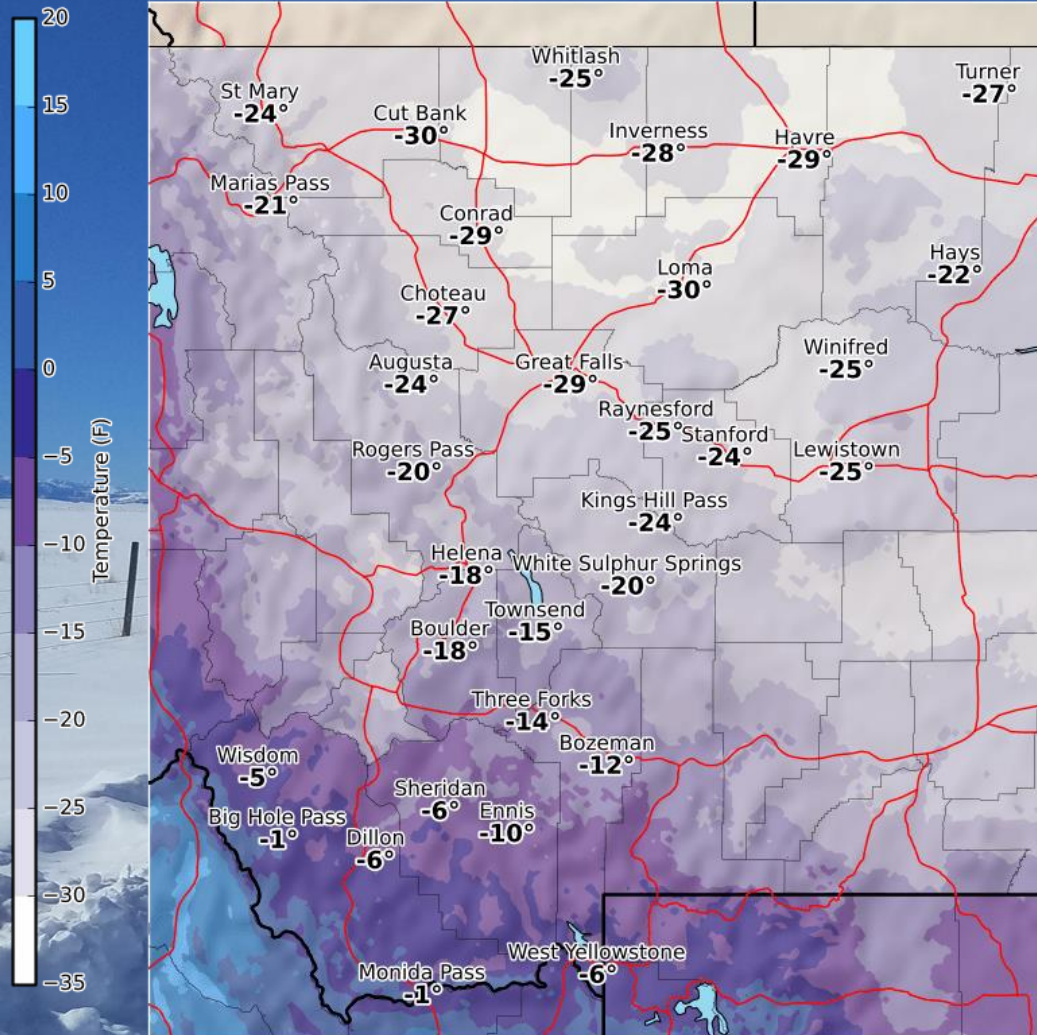 20
15
10
5
0
−5
−10
−15
−20
−25
−30
−35
Temperature (F)
Whitlash
-25°
Turner
-27°
St Mary
-24°
Cut Bank
-30°
Inverness
-28°
Havre
-29°
Marias Pass
-21°
Conrad
-29°
Hays
-22°
Loma
-30°
Choteau
-27°
Winifred
-25°
Augusta
-24°
Great Falls
-29°
Raynesford
-25°
Stanford
-24°
Lewistown
-25°
Rogers Pass
-20°
Kings Hill Pass
-24°
Helena
-18°
White Sulphur Springs
-20°
Townsend
-15°
Boulder
-18°
Three Forks
-14°
Bozeman
-12°
Wisdom
-5°
Sheridan
-6°
Ennis
-10°
Big Hole Pass
-1°
Dillon
-6°
West Yellowstone
-6°
Monida Pass
-1°